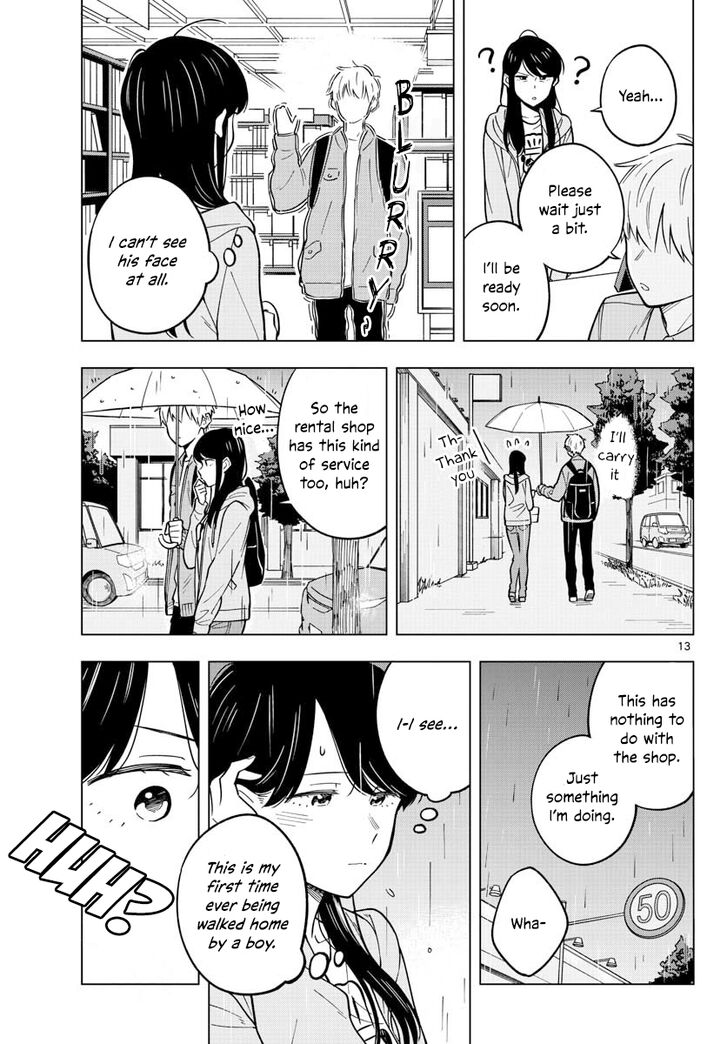 Yeah...
?
?
Please
wait just
a bit.
I'll be
ready
soon.
BLURRY
I can't see
his face
at all.
I'll
carry
it
Th-
Thank
you
So the
rental shop
has this kind
of service
too, huh?
How
nice...
13
This has
nothing to
do with
the shop.
Just
something
I'm doing.
Wha-
50
I-I see...
This is my
first time
ever being
walked home
by a boy.
HUH?